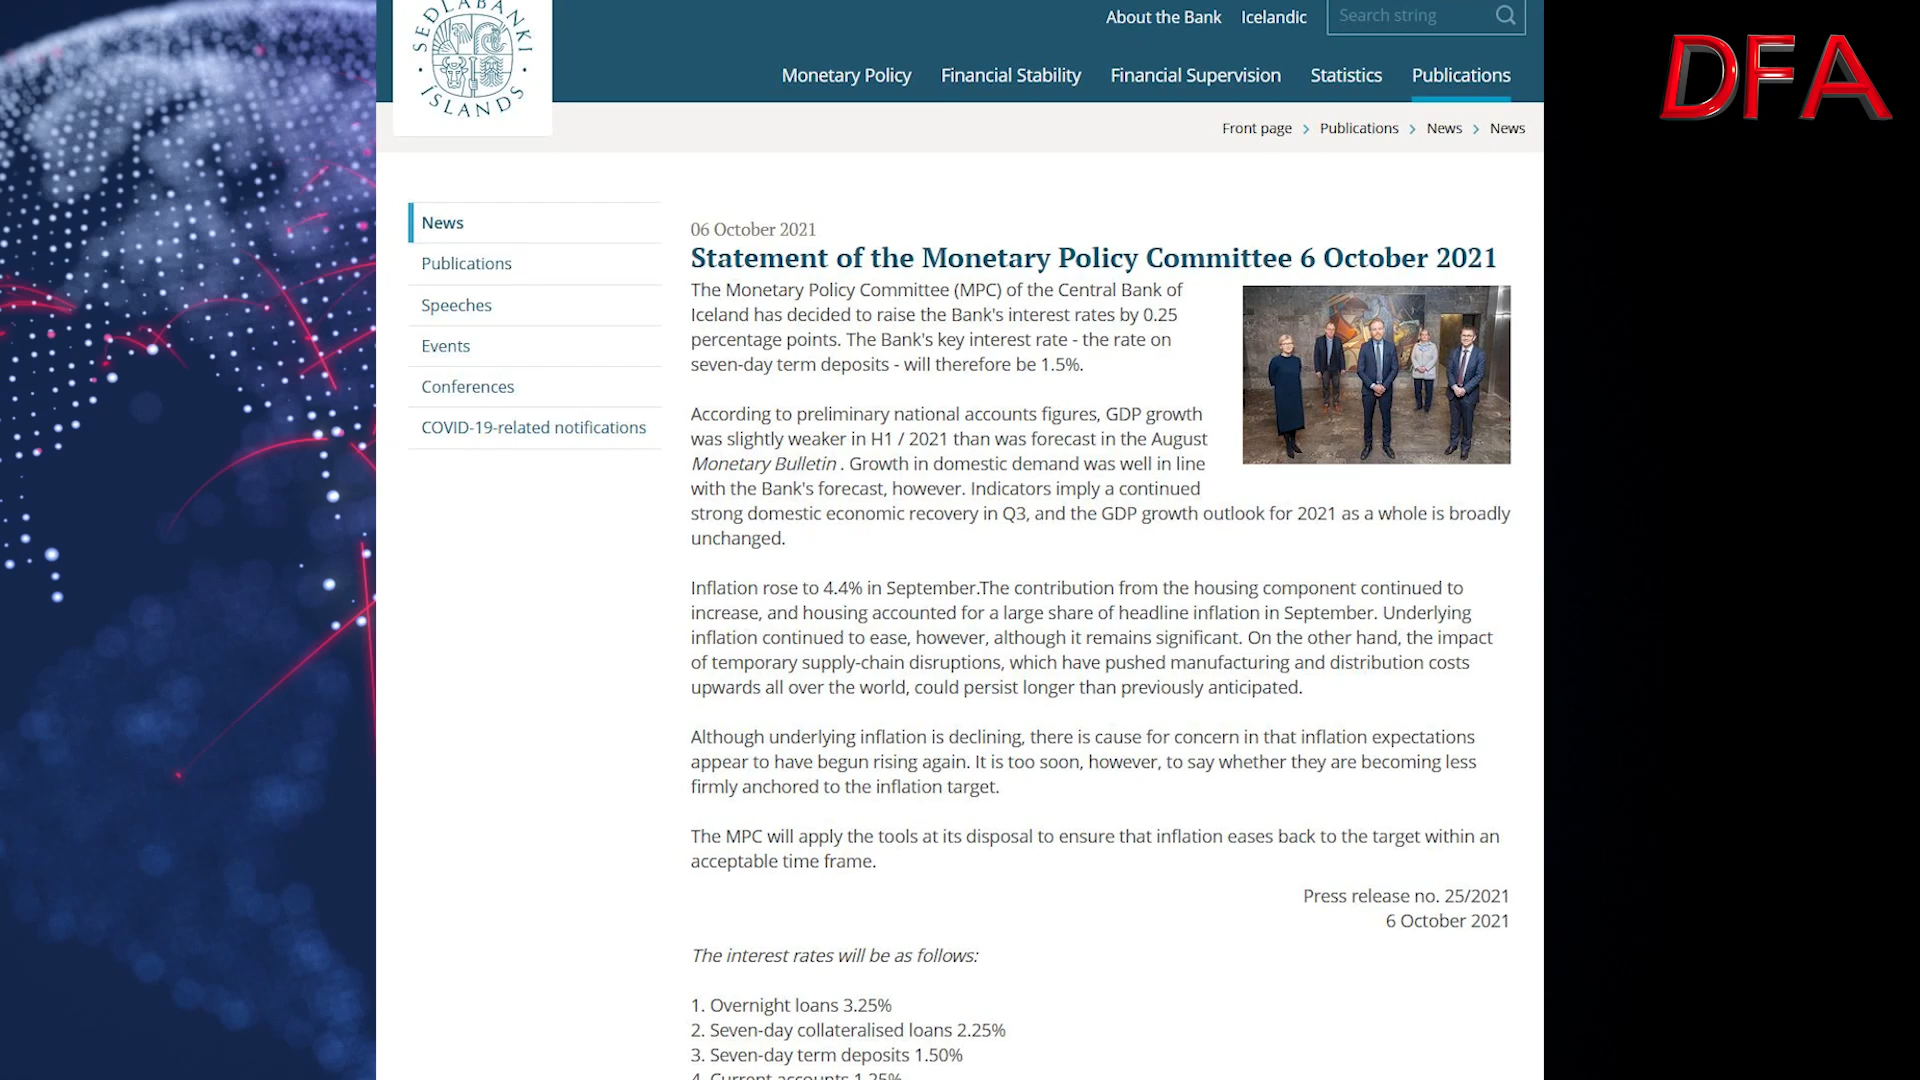 SEÐLABANKI ÍSLANDS
About the Bank Icelandic Search string
DFA
Monetary Policy Financial Stability Financial Supervision Statistics Publications
Front page > Publications > News > News
News
Publications
Speeches
Events
Conferences
COVID-19-related notifications
06 October 2021
Statement of the Monetary Policy Committee 6 October 2021
The Monetary Policy Committee (MPC) of the Central Bank of
Iceland has decided to raise the Bank's interest rates by 0.25
percentage points. The Bank's key interest rate - the rate on
seven-day term deposits - will therefore be 1.5%.
According to preliminary national accounts figures, GDP growth
was slightly weaker in H1 / 2021 than was forecast in the August
Monetary Bulletin . Growth in domestic demand was well in line
with the Bank's forecast, however. Indicators imply a continued
strong domestic economic recovery in Q3, and the GDP growth outlook for 2021 as a whole is broadly
unchanged.
Inflation rose to 4.4% in September.The contribution from the housing component continued to
increase, and housing accounted for a large share of headline inflation in September. Underlying
inflation continued to ease, however, although it remains significant. On the other hand, the impact
of temporary supply-chain disruptions, which have pushed manufacturing and distribution costs
upwards all over the world, could persist longer than previously anticipated.
Although underlying inflation is declining, there is cause for concern in that inflation expectations
appear to have begun rising again. It is too soon, however, to say whether they are becoming less
firmly anchored to the inflation target.
The MPC will apply the tools at its disposal to ensure that inflation eases back to the target within an
acceptable time frame.
Press release no. 25/2021
6 October 2021
The interest rates will be as follows:
1. Overnight loans 3.25%
2. Seven-day collateralised loans 2.25%
3. Seven-day term deposits 1.50%
4. Current accounts 1.25%